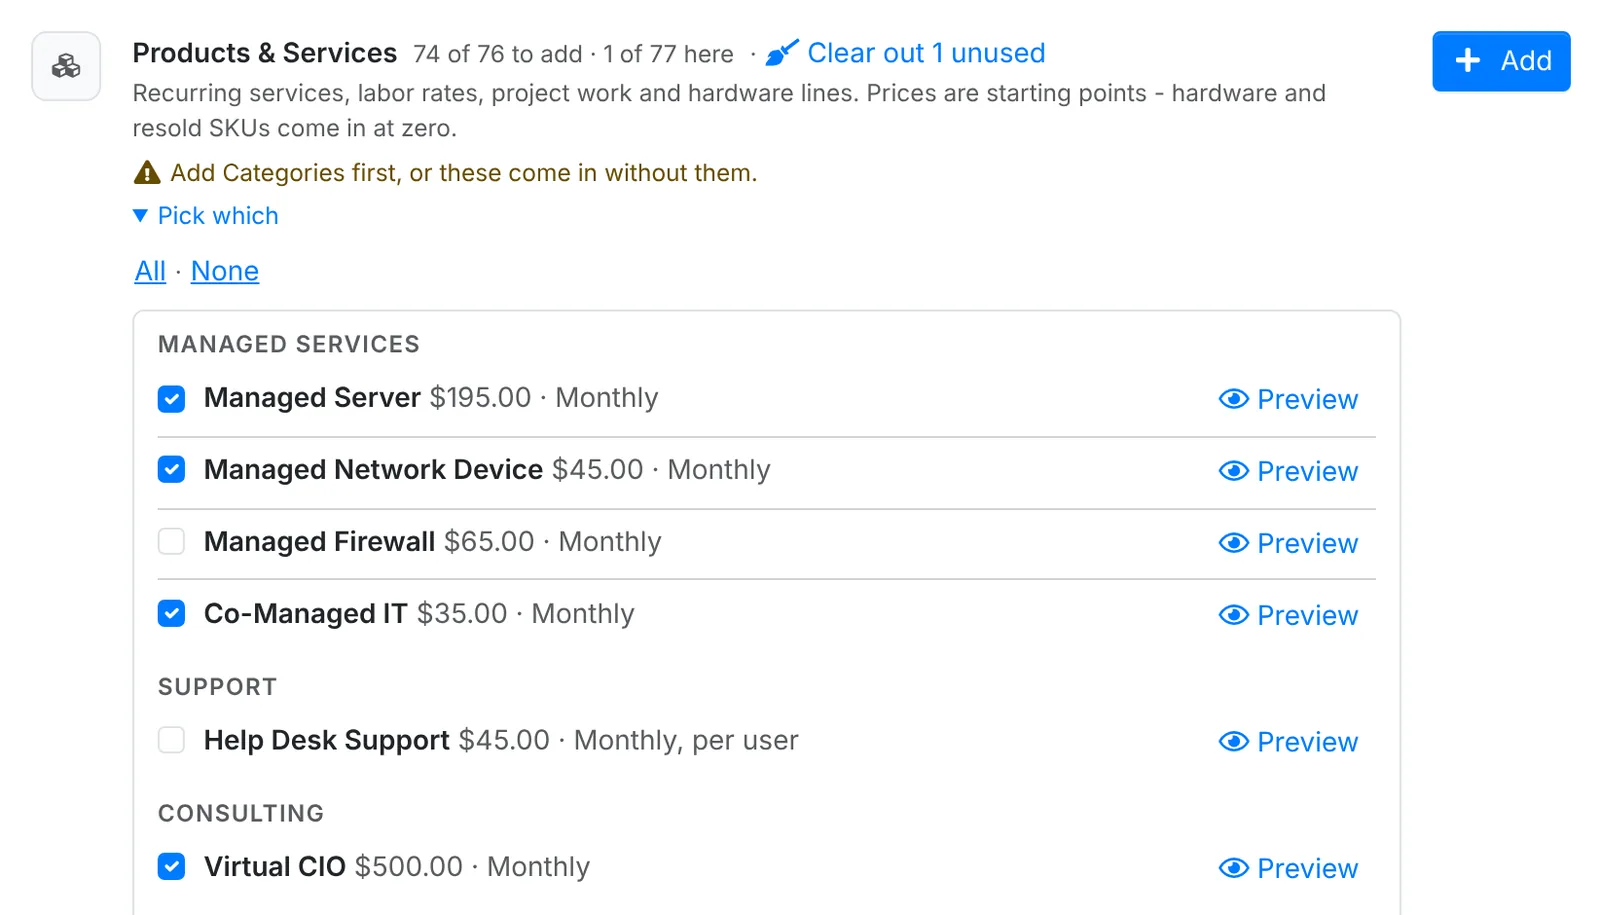 Products & Services 74 of 76 to add · 1 of 77 here · Clear out 1 unused
Add
Recurring services, labor rates, project work and hardware lines. Prices are starting points - hardware and
resold SKUs come in at zero.
Add Categories first, or these come in without them.
Pick which
All · None
MANAGED SERVICES
Managed Server $195.00 · Monthly Preview
Managed Network Device $45.00 · Monthly Preview
Managed Firewall $65.00 · Monthly Preview
Co-Managed IT $35.00 · Monthly Preview
SUPPORT
Help Desk Support $45.00 · Monthly, per user Preview
CONSULTING
Virtual CIO $500.00 · Monthly Preview